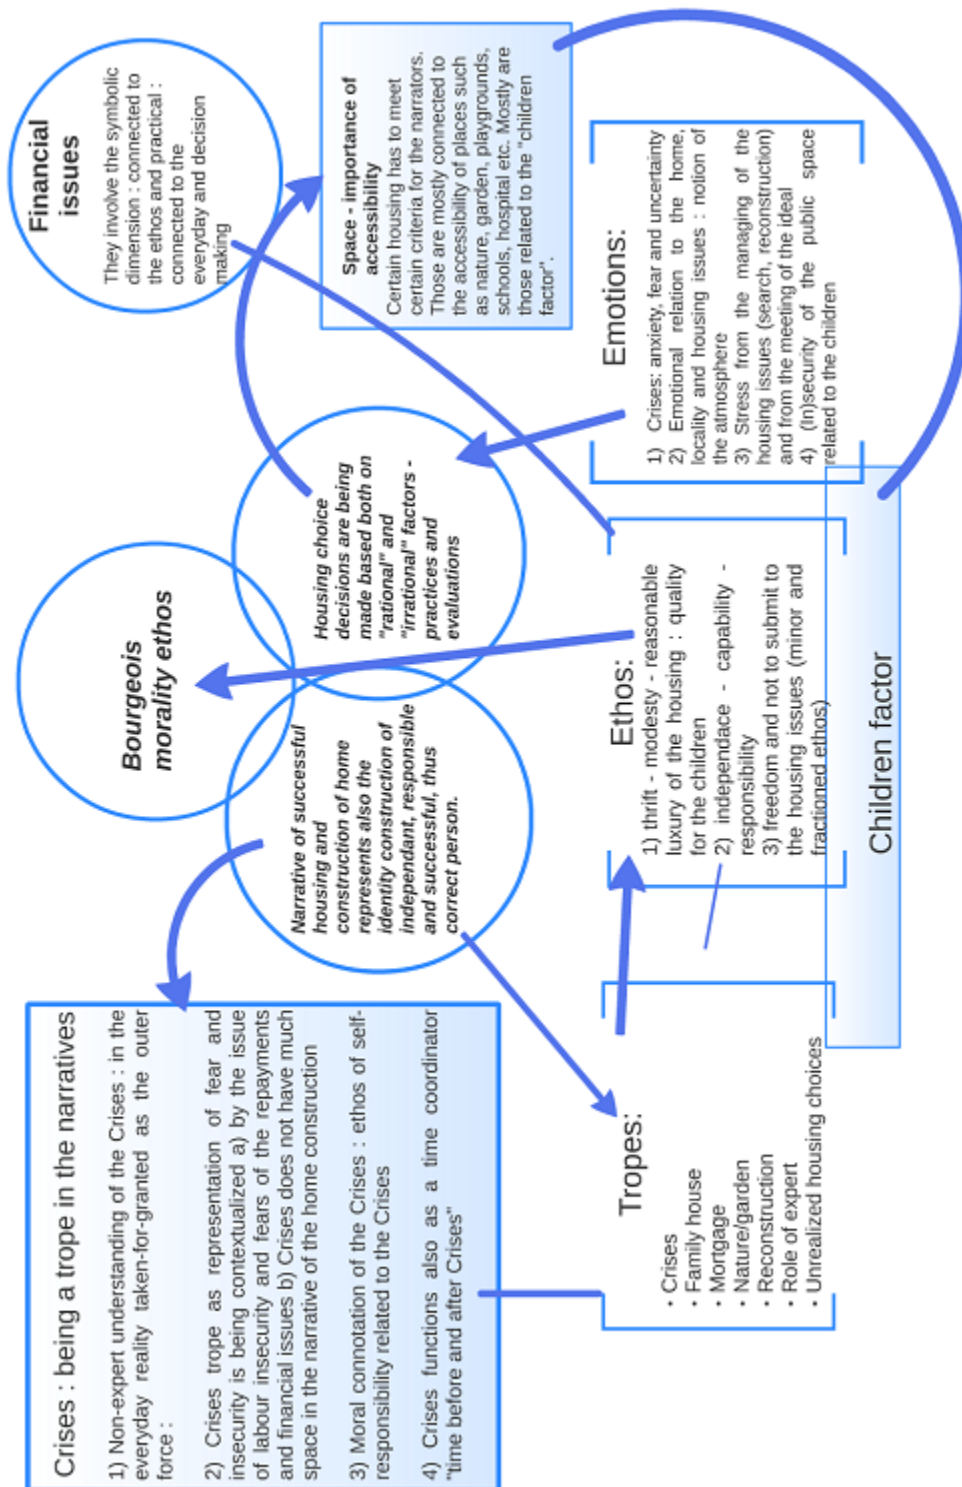 Crises : being a trope in the narratives
1) Non-expert understanding of the Crises : in the
everyday reality taken-for-granted as the outer
force :
2) Crises trope as representation of fear and
insecurity is being contextualized a) by the issue
of labour insecurity and fears of the repayments
and financial issues b) Crises does not have much
space in the narrative of the home construction
3) Moral connotation of the Crises : ethos of self-
responsibility related to the Crises
4) Crises functions also as a time coordinator
"time before and after Crises"
Bourgeois
morality ethos
Narrative of successful
housing and
construction of home
represents also the
identity construction of
independant, responsible
and successful, thus
correct person.
Housing choice
decisions are being
made based both on
"rational" and
"irrational" factors -
practices and
evaluations
Financial
issues
They involve the symbolic
dimension : connected to
the ethos and practical :
connected to the
everyday and decision
making
Space - importance of
accessibility
Certain housing has to meet
certain criteria for the narrators.
Those are mostly connected to
the accessibility of places such
as nature, garden, playgrounds,
schools, hospital etc. Mostly are
those related to the "children
factor".
Tropes:
• Crises
• Family house
• Mortgage
• Nature/garden
• Reconstruction
• Role of expert
• Unrealized housing choices
Ethos:
1) thrift - modesty - reasonable
luxury of the housing : quality
for the children
2) independace - capability -
responsibility
3) freedom and not to submit to
the housing issues (minor and
fractioned ethos)
Emotions:
1) Crises: anxiety, fear and uncertainty
2) Emotional relation to the home,
locality and housing issues : notion of
the atmosphere
3) Stress from the managing of the
housing issues (search, reconstruction)
and from the meeting of the ideal
4) (In)security of the public space
related to the children
Children factor